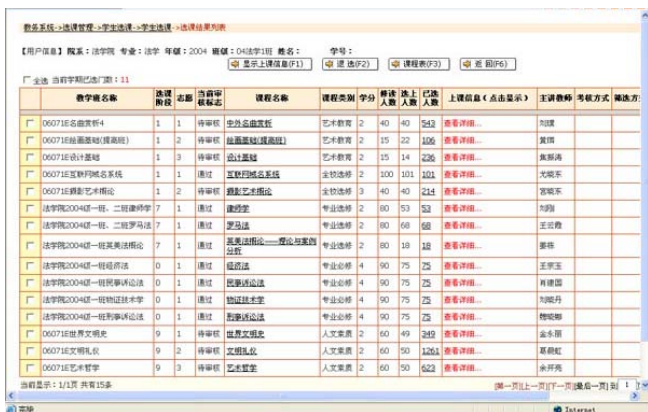 教务系统->选课管理->学生选课->学生选课->选课结果列表
【用户信息】院系：法学院 专业：法学 年级：2004 班级：04法学1班 姓名： 学号：
显示上课信息(F1) 退选(F2) 课程表(F3) 返回(F6)
全选 当前学期已选门数：11
教学班名称 选课阶段 志愿 当前审核标志 课程名称 课程类别 学分 修读人数 选上人数 已选人数 上课信息（点击显示） 主讲教师 考核方式 筛选方
06071E名曲赏析4 1 1 待审核 中外名曲赏析 艺术教育 2 40 40 543 查看详细...
06071E绘画基础(提高班) 1 2 待审核 绘画基础(提高班) 艺术教育 2 15 22 106 查看详细...
06071E设计基础 1 3 待审核 设计基础 艺术教育 2 15 14 236 查看详细... 焦振涛
06071E互联网域名系统 1 1 通过 互联网域名系统 全校选修 2 100 101 101 查看详细... 尤晓东
06071E摄影艺术概论 1 2 待审核 摄影艺术概论 全校选修 3 40 40 214 查看详细... 宫晓东
法学院2004级一班、二班律师学 7 1 通过 律师学 专业选修 2 80 53 53 查看详细... 刘刚
法学院2004级一班、二班罗马法 7 1 通过 罗马法 专业选修 2 80 68 68 查看详细... 王云霞
法学院2004级一班英美法概论 7 1 通过 英美法概论——理论与案例分析 专业选修 2 80 18 18 查看详细... 姜栋
法学院2004级一班经济法 0 1 通过 经济法 专业必修 4 90 75 75 查看详细... 王宗玉
法学院2004级一班民事诉讼法 0 1 通过 民事诉讼法 专业必修 4 90 75 75 查看详细... 肖建国
法学院2004级一班物证技术学 0 1 通过 物证技术学 专业必修 4 90 75 75 查看详细... 刘晓丹
法学院2004级一班刑事诉讼法 0 1 通过 刑事诉讼法 专业必修 4 90 75 75 查看详细... 魏晓娜
06071E世界文明史 9 1 待审核 世界文明史 人文素质 2 60 49 349 查看详细... 金永丽
06071E文明礼仪 9 2 待审核 文明礼仪 人文素质 2 60 50 1261 查看详细... 葛晨虹
06071E艺术哲学 9 3 待审核 艺术哲学 人文素质 2 60 50 623 查看详细... 余开亮
当前显示：1/1页 共有15条 [第一页][上一页][下一页][最后一页] 到 1
完毕 Internet